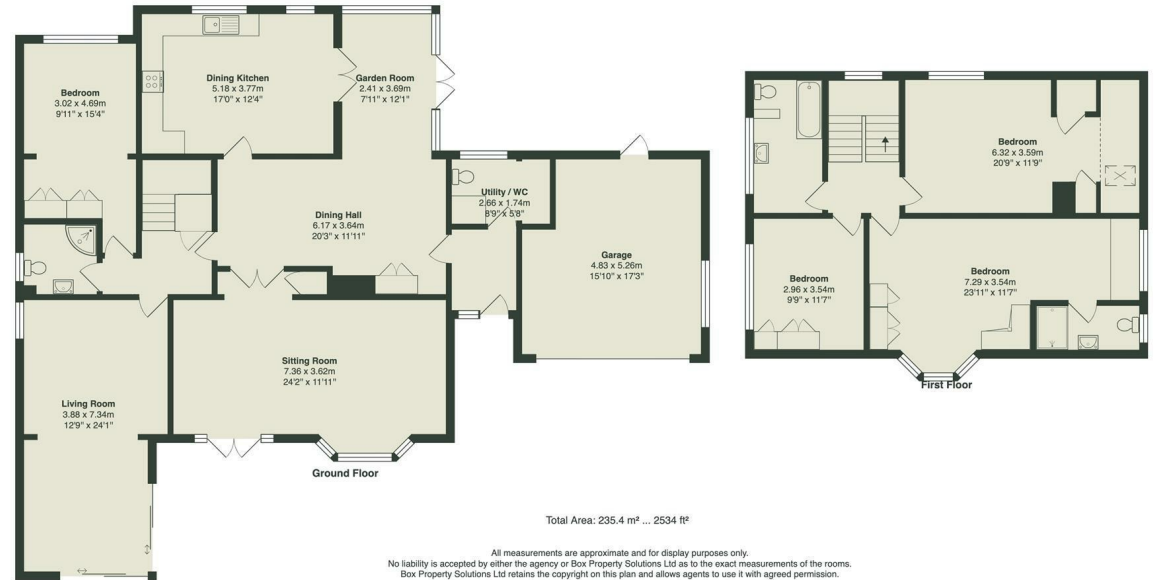 Bedroom
3.02 x 4.69m
9'11" x 15'4"
Dining Kitchen
5.18 x 3.77m
17'0" x 12'4"
Garden Room
2.41 x 3.69m
7'11" x 12'1"
Utility / WC
2.66 x 1.74m
8'9" x 5'8"
Dining Hall
6.17 x 3.64m
20'3" x 11'11"
Garage
4.83 x 5.26m
15'10" x 17'3"
Sitting Room
7.36 x 3.62m
24'2" x 11'11"
Living Room
3.88 x 7.34m
12'9" x 24'1"
Ground Floor
Bedroom
6.32 x 3.59m
20'9" x 11'9"
Bedroom
2.96 x 3.54m
9'9" x 11'7"
Bedroom
7.29 x 3.54m
23'11" x 11'7"
First Floor
Total Area: 235.4 m² ... 2534 ft²
All measurements are approximate and for display purposes only.
No liability is accepted by either the agency or Box Property Solutions Ltd as to the exact measurements of the rooms.
Box Property Solutions Ltd retains the copyright on this plan and allows agents to use it with agreed permission.